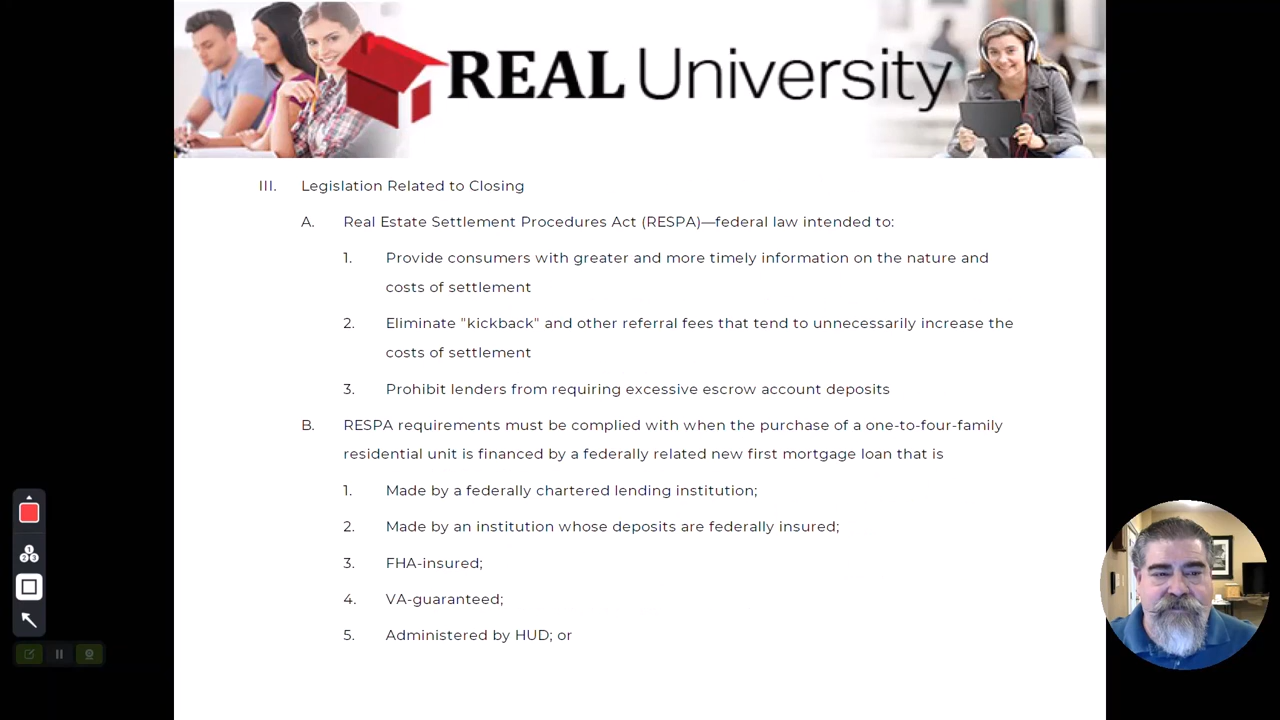 REAL University
III. Legislation Related to Closing
A. Real Estate Settlement Procedures Act (RESPA)—federal law intended to:
1. Provide consumers with greater and more timely information on the nature and
costs of settlement
2. Eliminate "kickback" and other referral fees that tend to unnecessarily increase the
costs of settlement
3. Prohibit lenders from requiring excessive escrow account deposits
B. RESPA requirements must be complied with when the purchase of a one-to-four-family
residential unit is financed by a federally related new first mortgage loan that is
1. Made by a federally chartered lending institution;
2. Made by an institution whose deposits are federally insured;
3. FHA-insured;
4. VA-guaranteed;
5. Administered by HUD; or